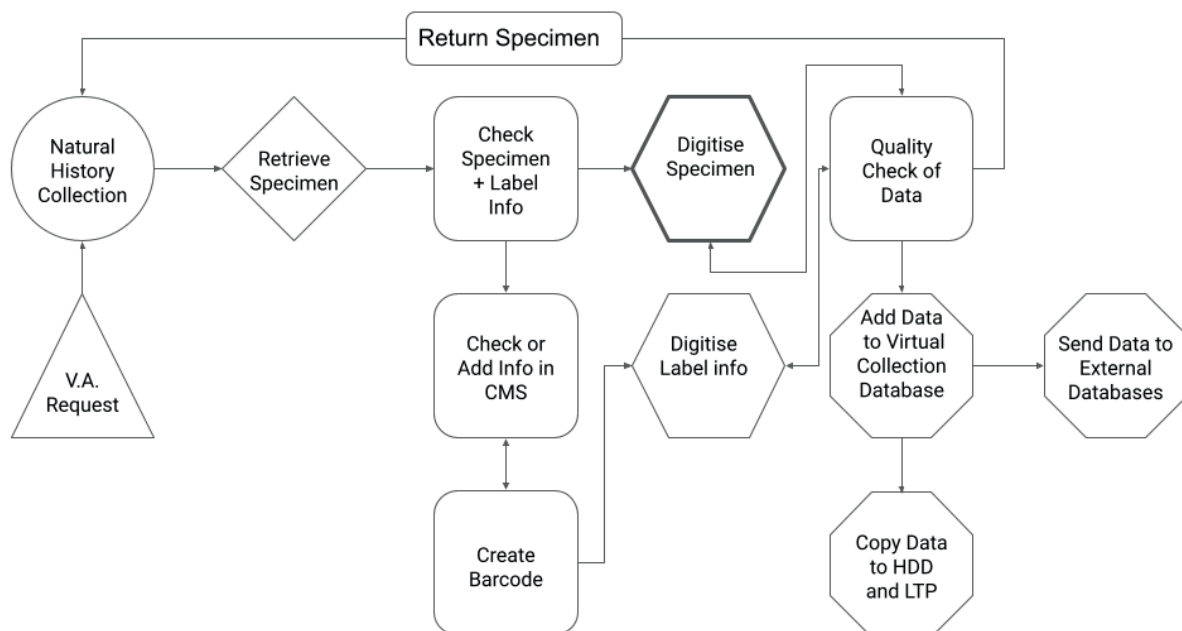 Return Specimen
Natural
History
Collection
Retrieve
Specimen
Check
Specimen
+ Label
Info
Digitise
Specimen
Quality
Check of
Data
V.A.
Request
Check or
Add Info in
CMS
Digitise
Label info
Add Data
to Virtual
Collection
Database
Send Data to
External
Databases
Create
Barcode
Copy Data
to HDD
and LTP